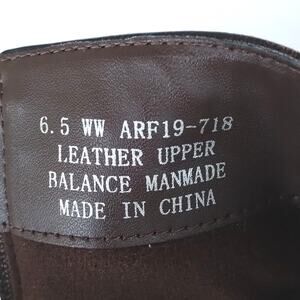 6.5 WW ARF19-718
LEATHER UPPER
BALANCE MANMADE
MADE IN CHINA